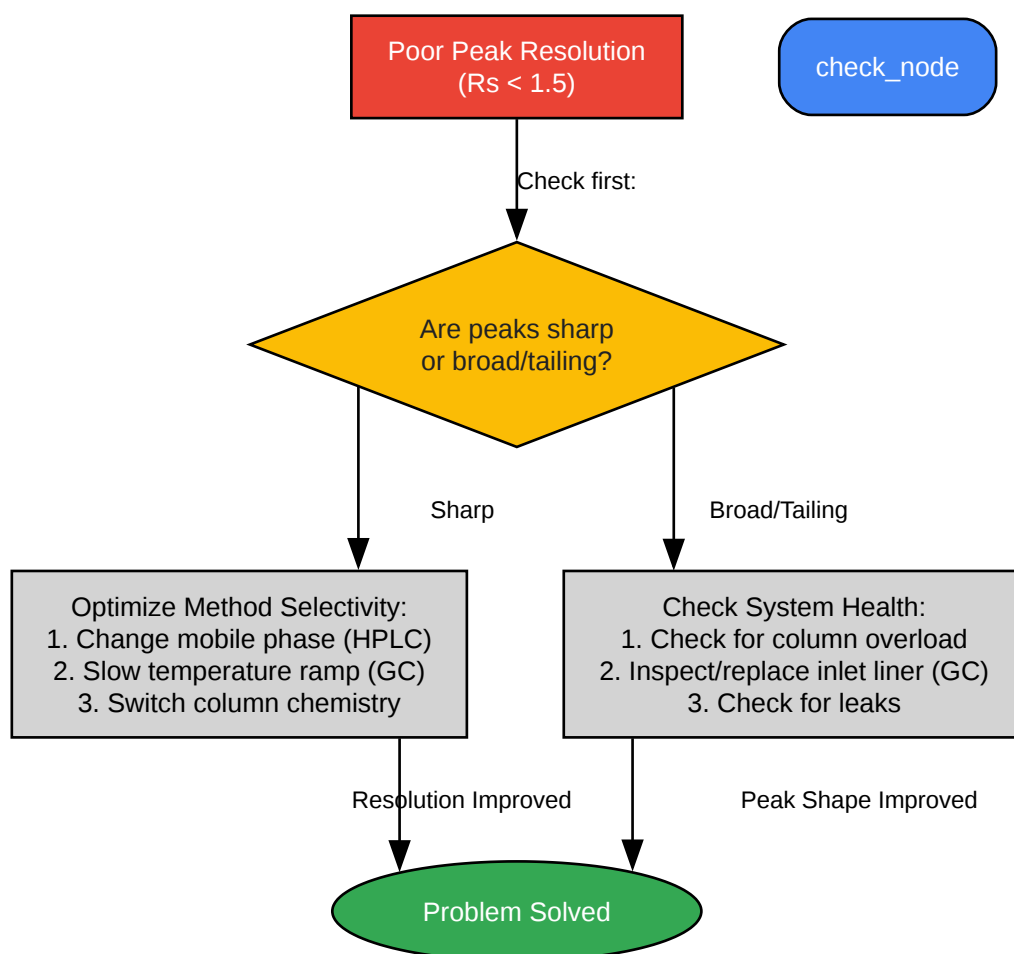 Poor Peak Resolution
(Rs < 1.5)
check_node
Check first:
Are peaks sharp
or broad/tailing?
Sharp
Broad/Tailing
Optimize Method Selectivity:
1. Change mobile phase (HPLC)
2. Slow temperature ramp (GC)
3. Switch column chemistry
Check System Health:
1. Check for column overload
2. Inspect/replace inlet liner (GC)
3. Check for leaks
Resolution Improved
Peak Shape Improved
Problem Solved